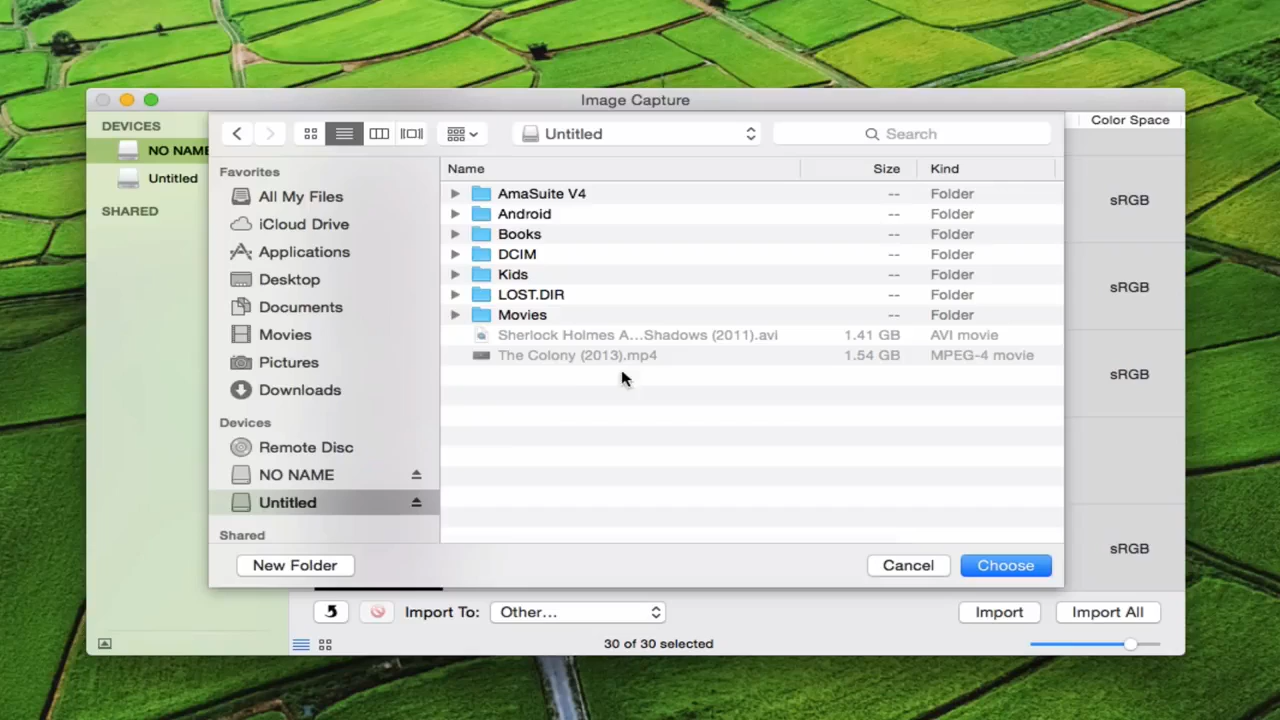 Image Capture
DEVICES
NO NAME
Untitled
SHARED
Untitled
Search
Color Space
Favorites
All My Files
iCloud Drive
Applications
Desktop
Documents
Movies
Pictures
Downloads
Devices
Remote Disc
NO NAME
Untitled
Shared
Name Size Kind
AmaSuite V4 -- Folder
Android -- Folder
Books -- Folder
DCIM -- Folder
Kids -- Folder
LOST.DIR -- Folder
Movies -- Folder
Sherlock Holmes A...Shadows (2011).avi 1.41 GB AVI movie
The Colony (2013).mp4 1.54 GB MPEG-4 movie
sRGB
sRGB
sRGB
sRGB
New Folder Cancel Choose
Import To: Other... Import Import All
30 of 30 selected